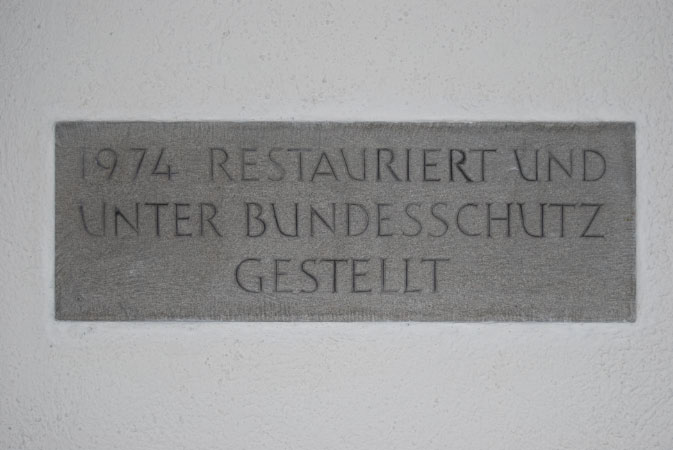 1974 RESTAURIERT UND
UNTER BUNDESSCHUTZ
GESTELLT